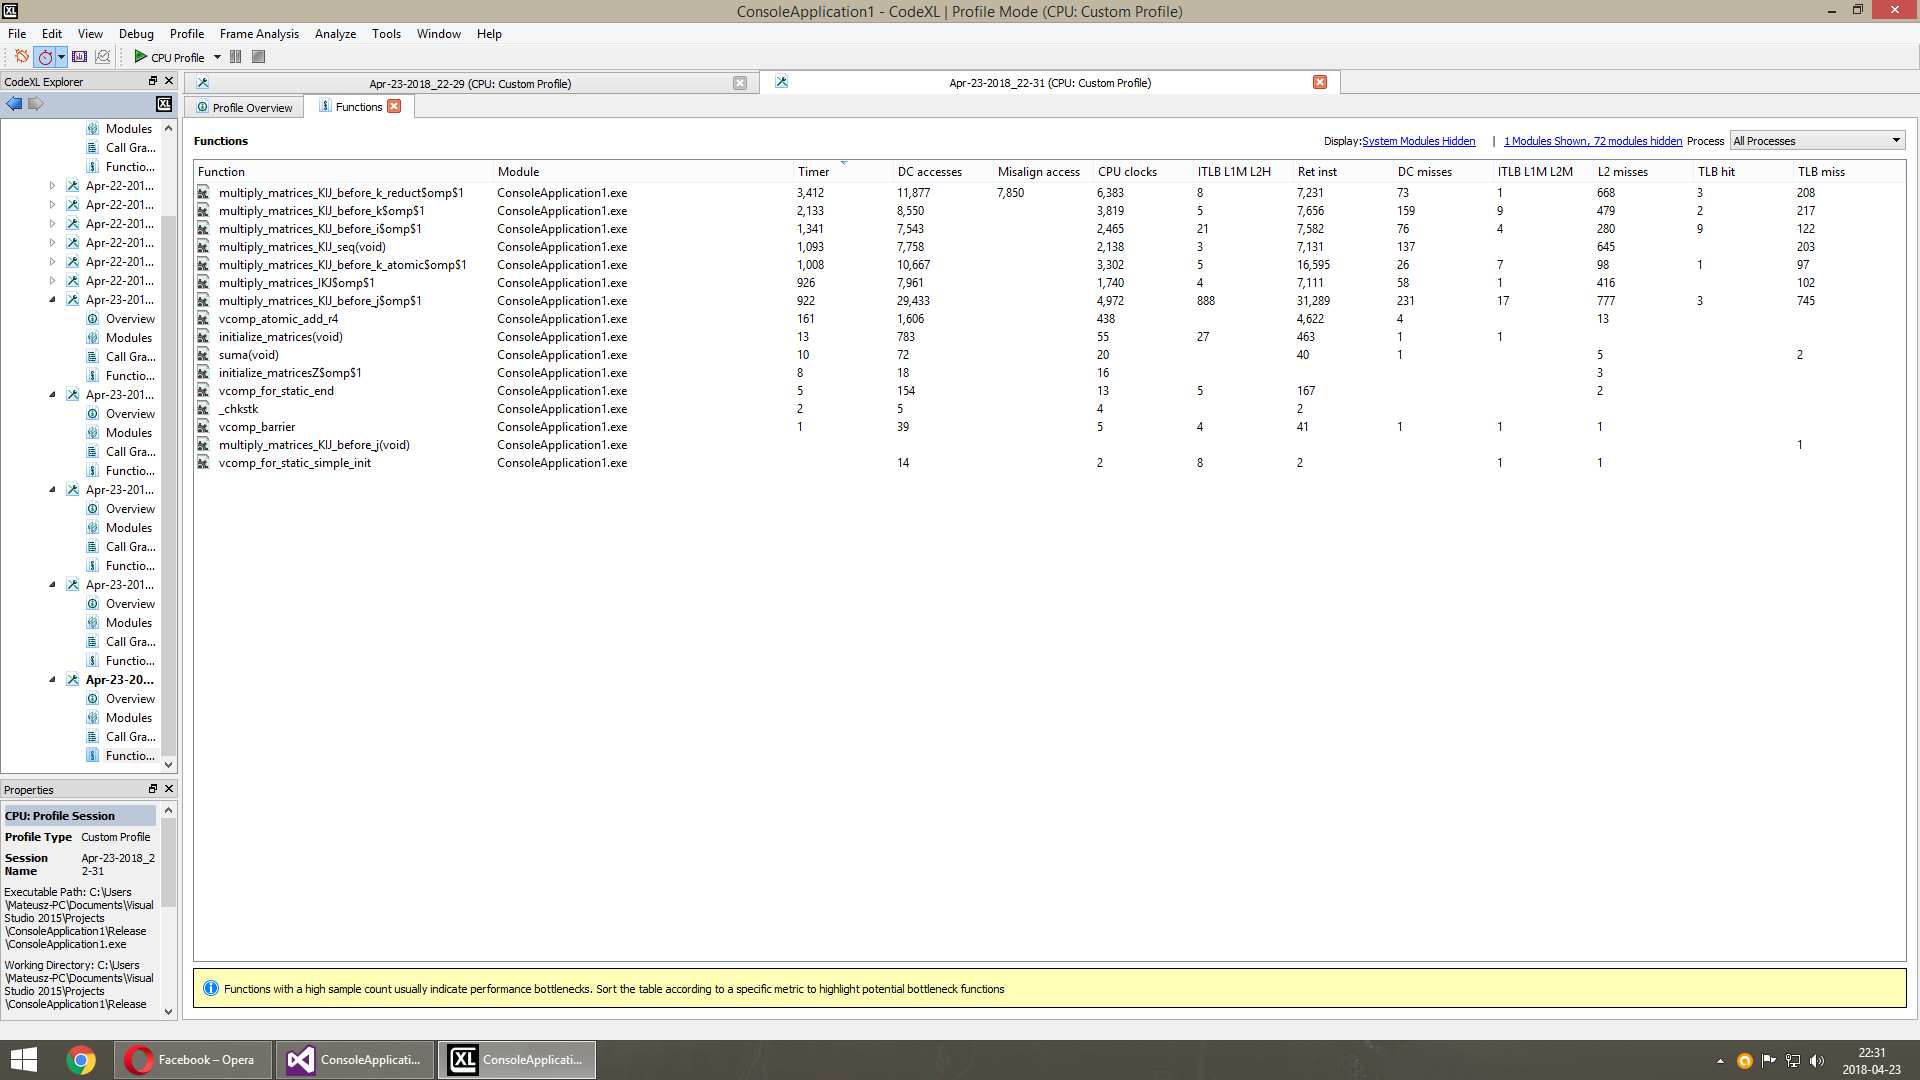 ConsoleApplication1 - CodeXL | Profile Mode (CPU: Custom Profile)
File Edit View Debug Profile Frame Analysis Analyze Tools Window Help
CPU Profile
CodeXL Explorer
Apr-23-2018_22-29 (CPU: Custom Profile)
Apr-23-2018_22-31 (CPU: Custom Profile)
Profile Overview
Functions
Modules
Call Gra...
Functio...
Apr-22-201...
Apr-22-201...
Apr-22-201...
Apr-22-201...
Apr-22-201...
Apr-22-201...
Apr-23-201...
Overview
Modules
Call Gra...
Functio...
Apr-23-201...
Overview
Modules
Call Gra...
Functio...
Apr-23-201...
Overview
Modules
Call Gra...
Functio...
Apr-23-201...
Overview
Modules
Call Gra...
Functio...
Apr-23-20...
Overview
Modules
Call Gra...
Functio...
Functions
Display:System Modules Hidden | 1 Modules Shown, 72 modules hidden Process All Processes
Function Module Timer DC accesses Misalign access CPU clocks ITLB L1M L2H Ret inst DC misses ITLB L1M L2M L2 misses TLB hit TLB miss
multiply_matrices_KIJ_before_k_reduct$omp$1 ConsoleApplication1.exe 3,412 11,877 7,850 6,383 8 7,231 73 1 668 3 208
multiply_matrices_KIJ_before_k$omp$1 ConsoleApplication1.exe 2,133 8,550 3,819 5 7,656 159 9 479 2 217
multiply_matrices_KIJ_before_i$omp$1 ConsoleApplication1.exe 1,341 7,543 2,465 21 7,582 76 4 280 9 122
multiply_matrices_KIJ_seq(void) ConsoleApplication1.exe 1,093 7,758 2,138 3 7,131 137 645 203
multiply_matrices_KIJ_before_k_atomic$omp$1 ConsoleApplication1.exe 1,008 10,667 3,302 5 16,595 26 7 98 1 97
multiply_matrices_IKJ$omp$1 ConsoleApplication1.exe 926 7,961 1,740 4 7,111 58 1 416 102
multiply_matrices_KIJ_before_j$omp$1 ConsoleApplication1.exe 922 29,433 4,972 888 31,289 231 17 777 3 745
vcomp_atomic_add_r4 ConsoleApplication1.exe 161 1,606 438 4,622 4 13
initialize_matrices(void) ConsoleApplication1.exe 13 783 55 27 463 1 1
suma(void) ConsoleApplication1.exe 10 72 20 40 1 5 2
initialize_matricesZ$omp$1 ConsoleApplication1.exe 8 18 16 3
vcomp_for_static_end ConsoleApplication1.exe 5 154 13 5 167 2
_chkstk ConsoleApplication1.exe 2 5 4 2
vcomp_barrier ConsoleApplication1.exe 1 39 5 4 41 1 1 1
multiply_matrices_KIJ_before_j(void) ConsoleApplication1.exe 1
vcomp_for_static_simple_init ConsoleApplication1.exe 14 2 8 2 1 1
Properties
CPU: Profile Session
Profile Type Custom Profile
Session Apr-23-2018_2
Name 2-31
Executable Path: C:\Users
\Mateusz-PC\Documents\Visual
Studio 2015\Projects
\ConsoleApplication1\Release
\ConsoleApplication1.exe
Working Directory: C:\Users
\Mateusz-PC\Documents\Visual
Studio 2015\Projects
\ConsoleApplication1\Release
Functions with a high sample count usually indicate performance bottlenecks. Sort the table according to a specific metric to highlight potential bottleneck functions
Facebook – Opera
ConsoleApplicati...
ConsoleApplicati...
22:31
2018-04-23